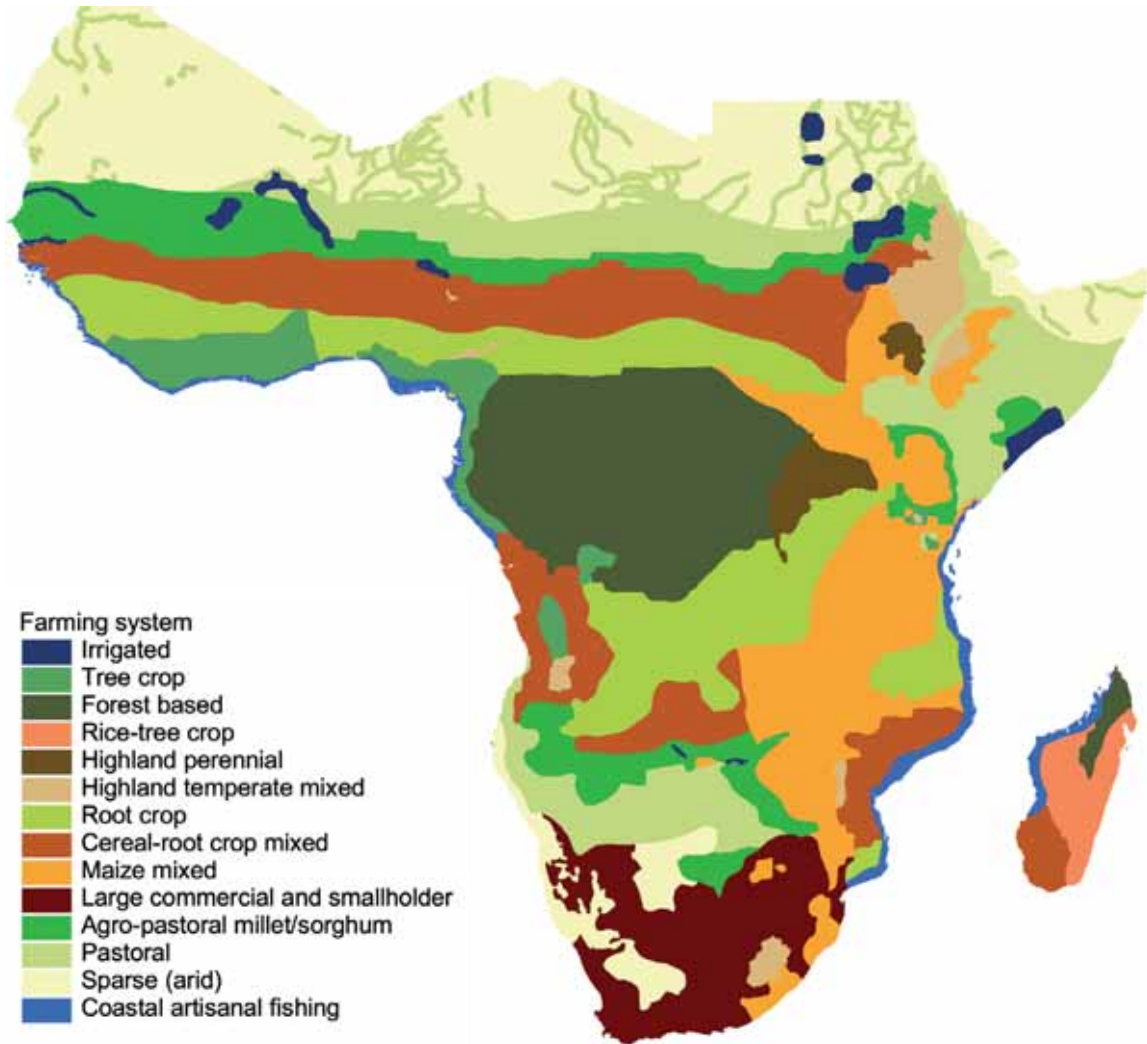 Farming system
Irrigated
Tree crop
Forest based
Rice-tree crop
Highland perennial
Highland temperate mixed
Root crop
Cereal-root crop mixed
Maize mixed
Large commercial and smallholder
Agro-pastoral millet/sorghum
Pastoral
Sparse (arid)
Coastal artisanal fishing